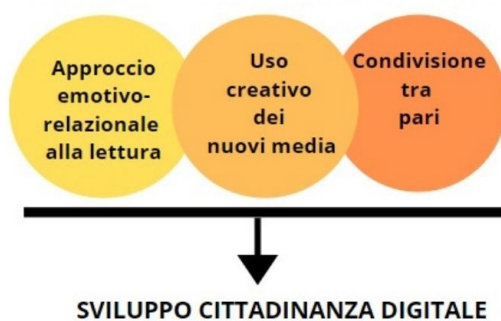 Approccio
emotivo-
relazionale
alla lettura
Uso
creativo
dei
nuovi media
Condivisione
tra
pari
SVILUPPO CITTADINANZA DIGITALE